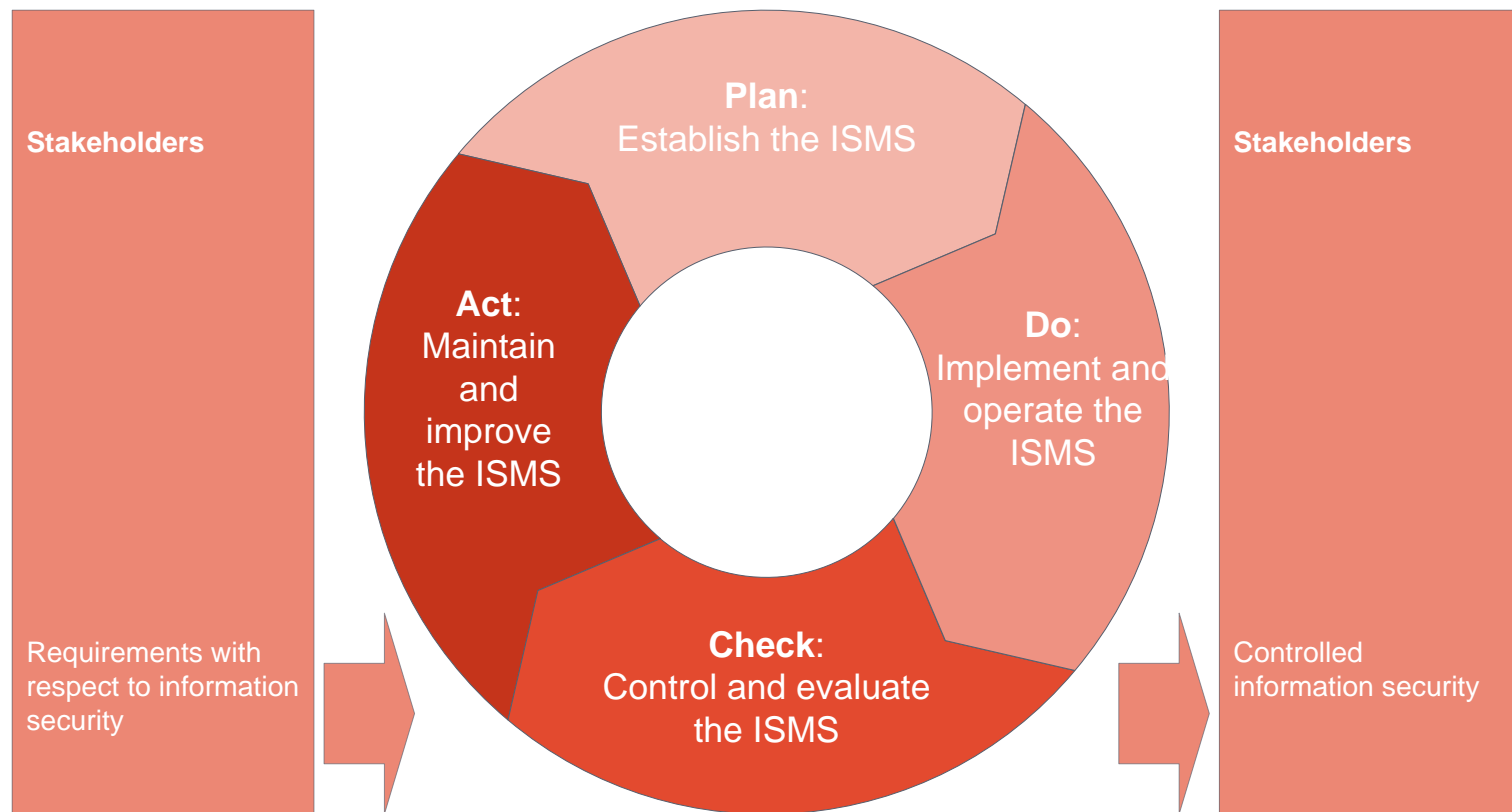 Stakeholders
Requirements with
respect to information
security
Plan:
Establish the ISMS
Do:
Implement and
operate the
ISMS
Check:
Control and evaluate
the ISMS
Act:
Maintain
and
improve
the ISMS
Stakeholders
Controlled
information security